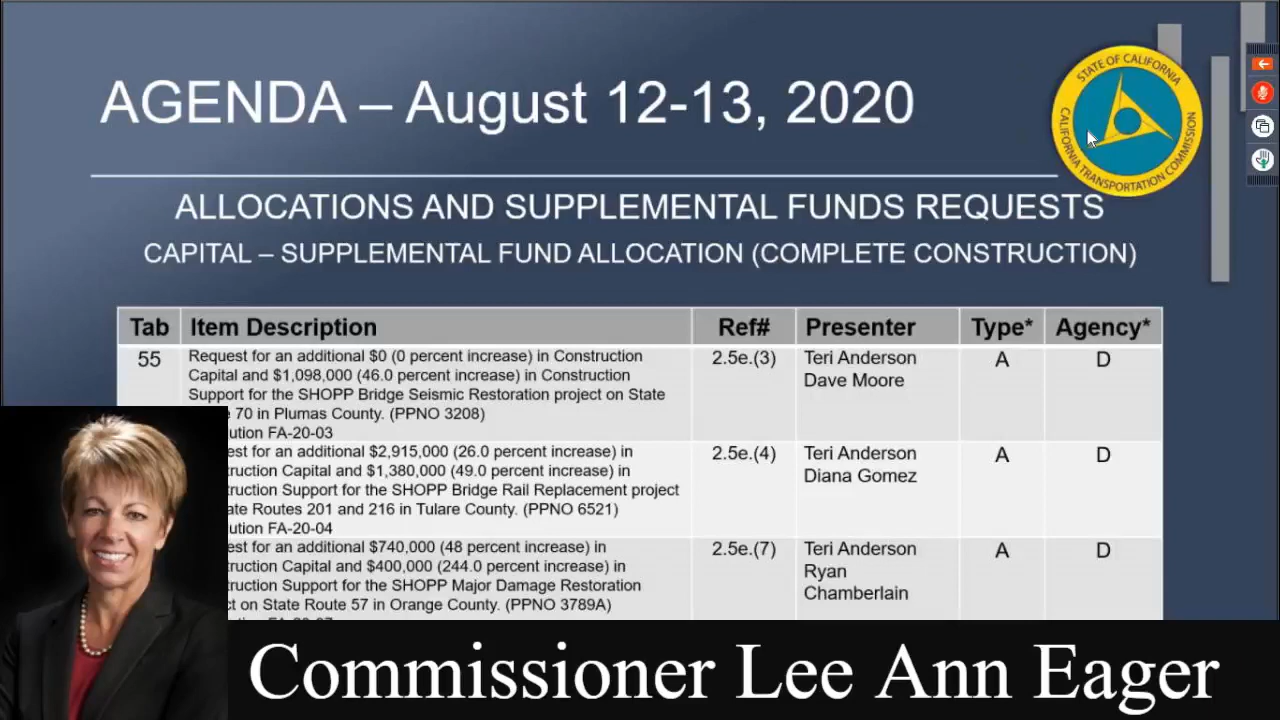 AGENDA – August 12-13, 2020
STATE OF CALIFORNIA
CALIFORNIA TRANSPORTATION COMMISSION
ALLOCATIONS AND SUPPLEMENTAL FUNDS REQUESTS
CAPITAL – SUPPLEMENTAL FUND ALLOCATION (COMPLETE CONSTRUCTION)
Tab Item Description Ref# Presenter Type* Agency*
55 Request for an additional $0 (0 percent increase) in Construction 2.5e.(3) Teri Anderson A D
Capital and $1,098,000 (46.0 percent increase) in Construction Dave Moore
Support for the SHOPP Bridge Seismic Restoration project on State
70 in Plumas County. (PPNO 3208)
ution FA-20-03
est for an additional $2,915,000 (26.0 percent increase) in 2.5e.(4) Teri Anderson A D
truction Capital and $1,380,000 (49.0 percent increase) in Diana Gomez
truction Support for the SHOPP Bridge Rail Replacement project
ate Routes 201 and 216 in Tulare County. (PPNO 6521)
ution FA-20-04
est for an additional $740,000 (48 percent increase) in 2.5e.(7) Teri Anderson A D
truction Capital and $400,000 (244.0 percent increase) in Ryan
truction Support for the SHOPP Major Damage Restoration Chamberlain
ct on State Route 57 in Orange County. (PPNO 3789A)
Commissioner Lee Ann Eager